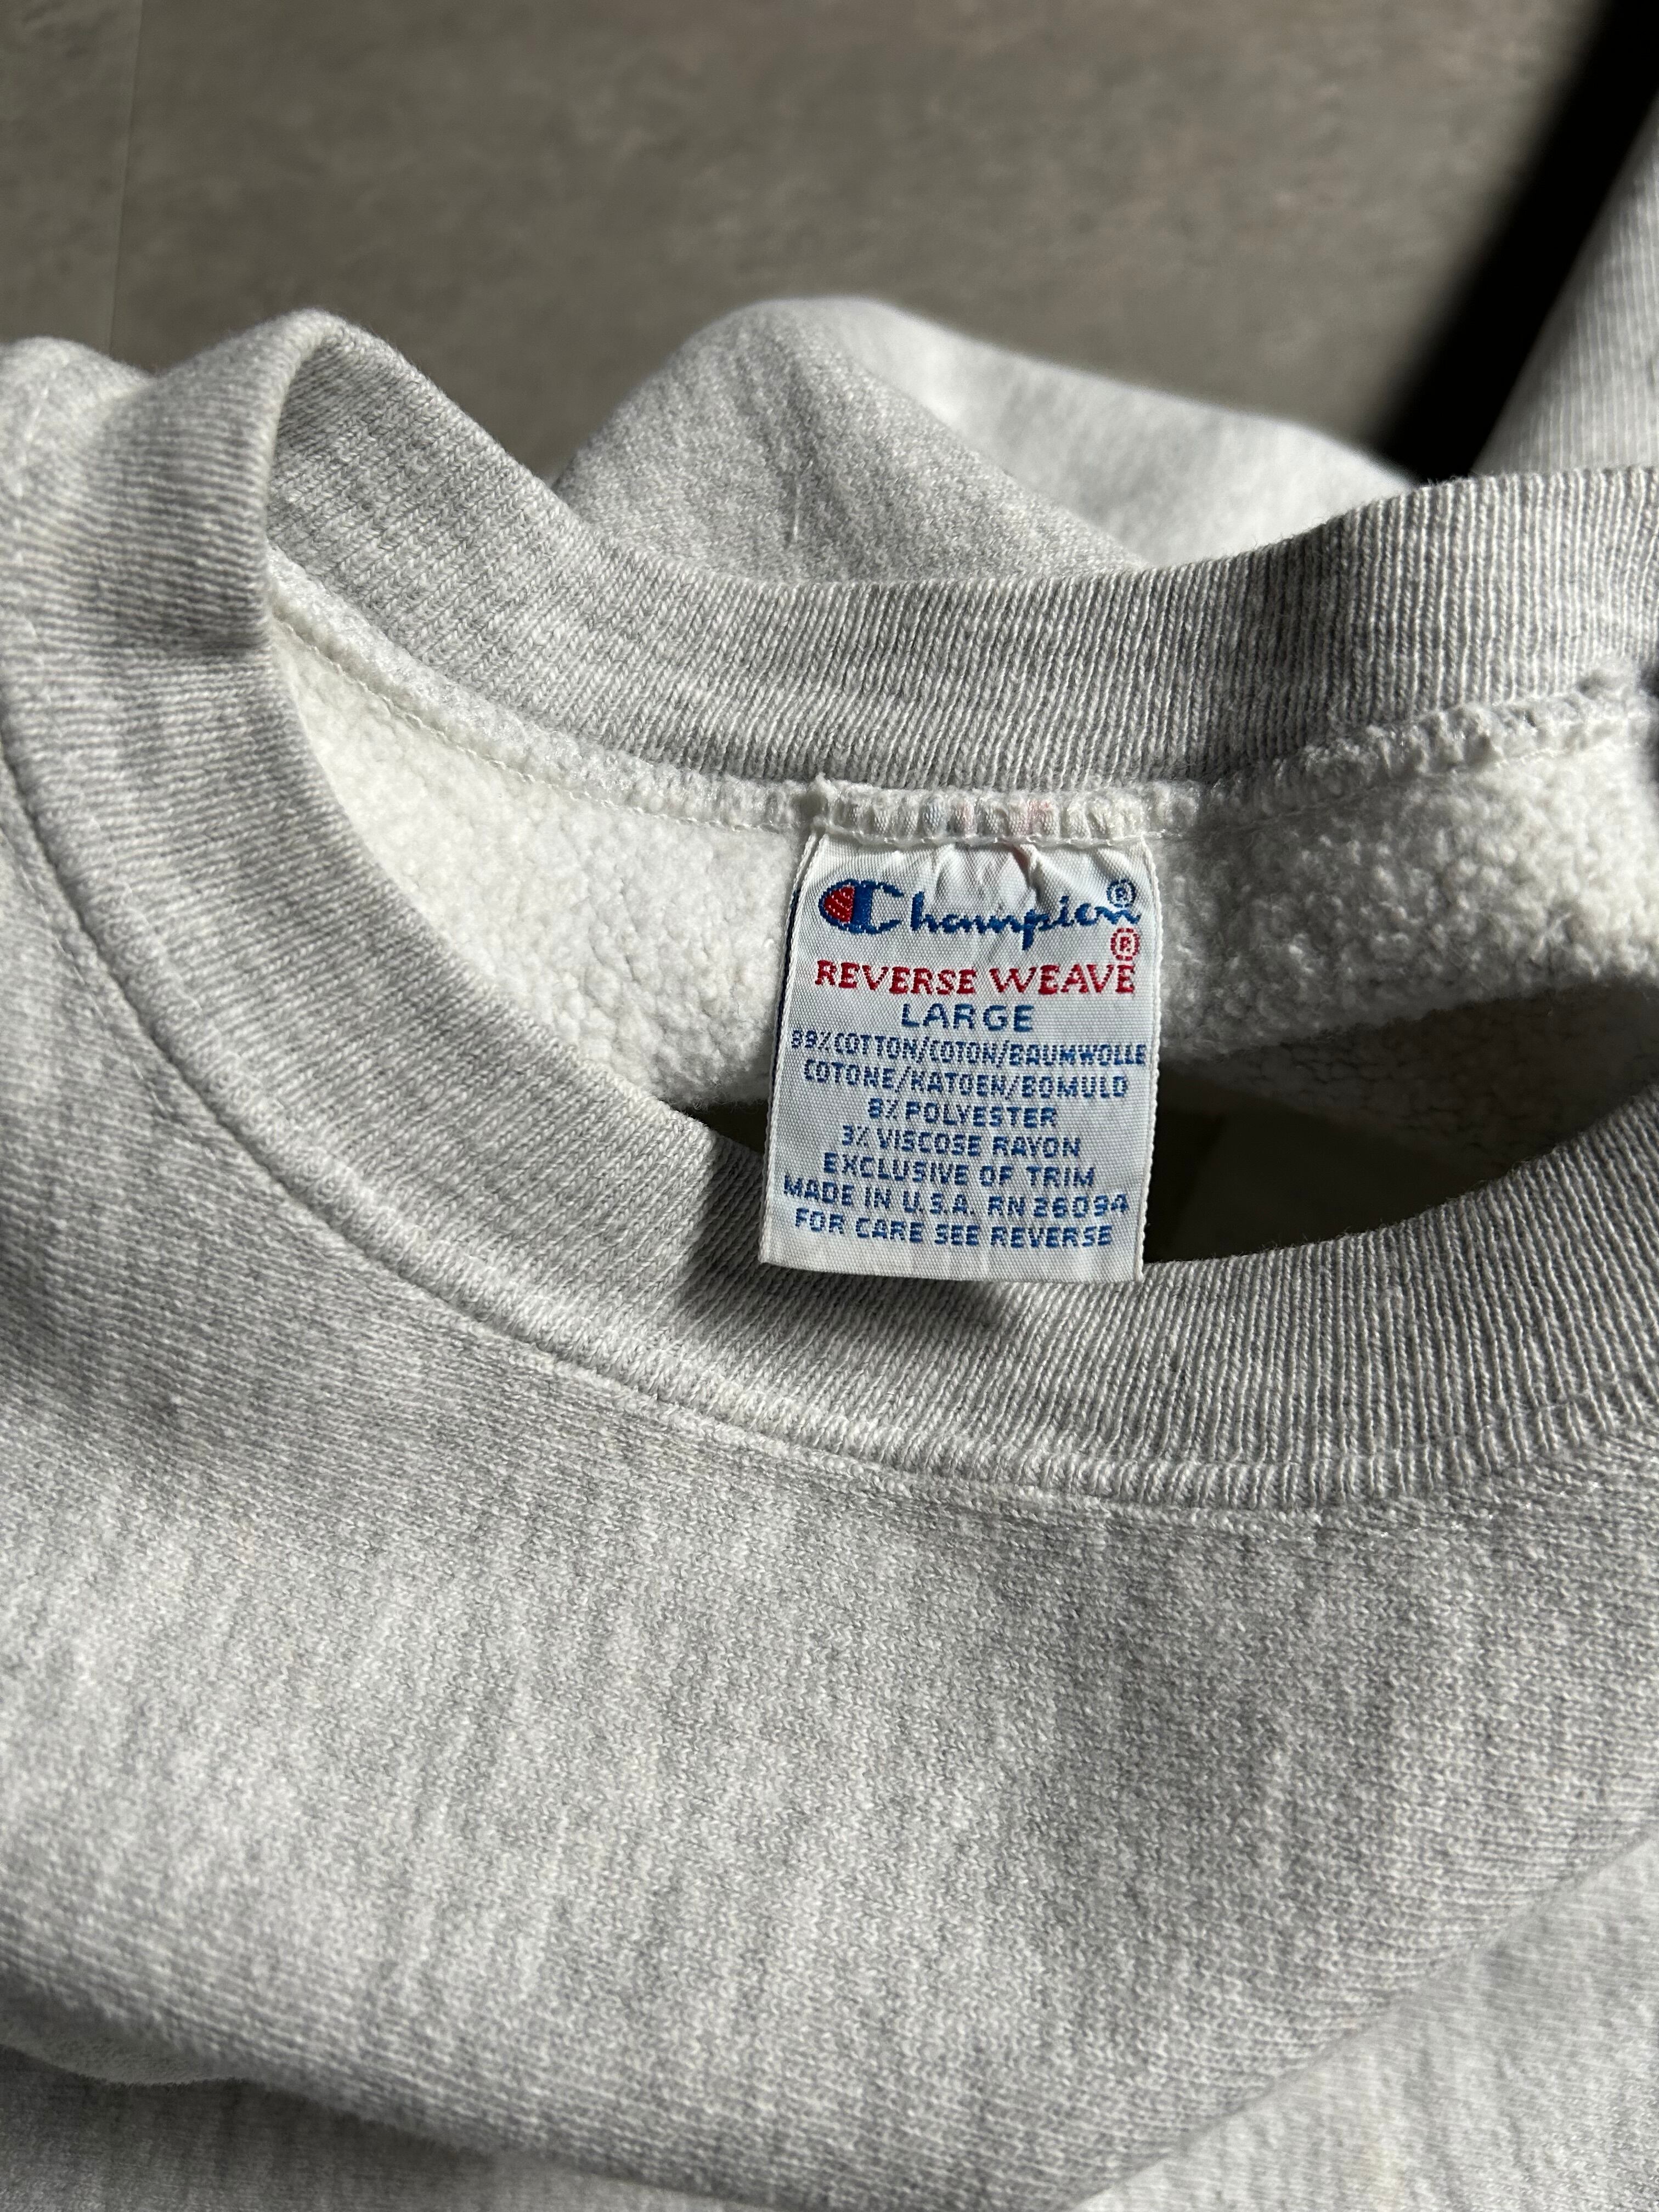 Champion®
®
REVERSE WEAVE
LARGE
89% COTTON/COTON/BAUMWOLLE
COTONE/KATOEN/BOMULD
8% POLYESTER
3% VISCOSE RAYON
EXCLUSIVE OF TRIM
MADE IN U.S.A. RN 26094
FOR CARE SEE REVERSE